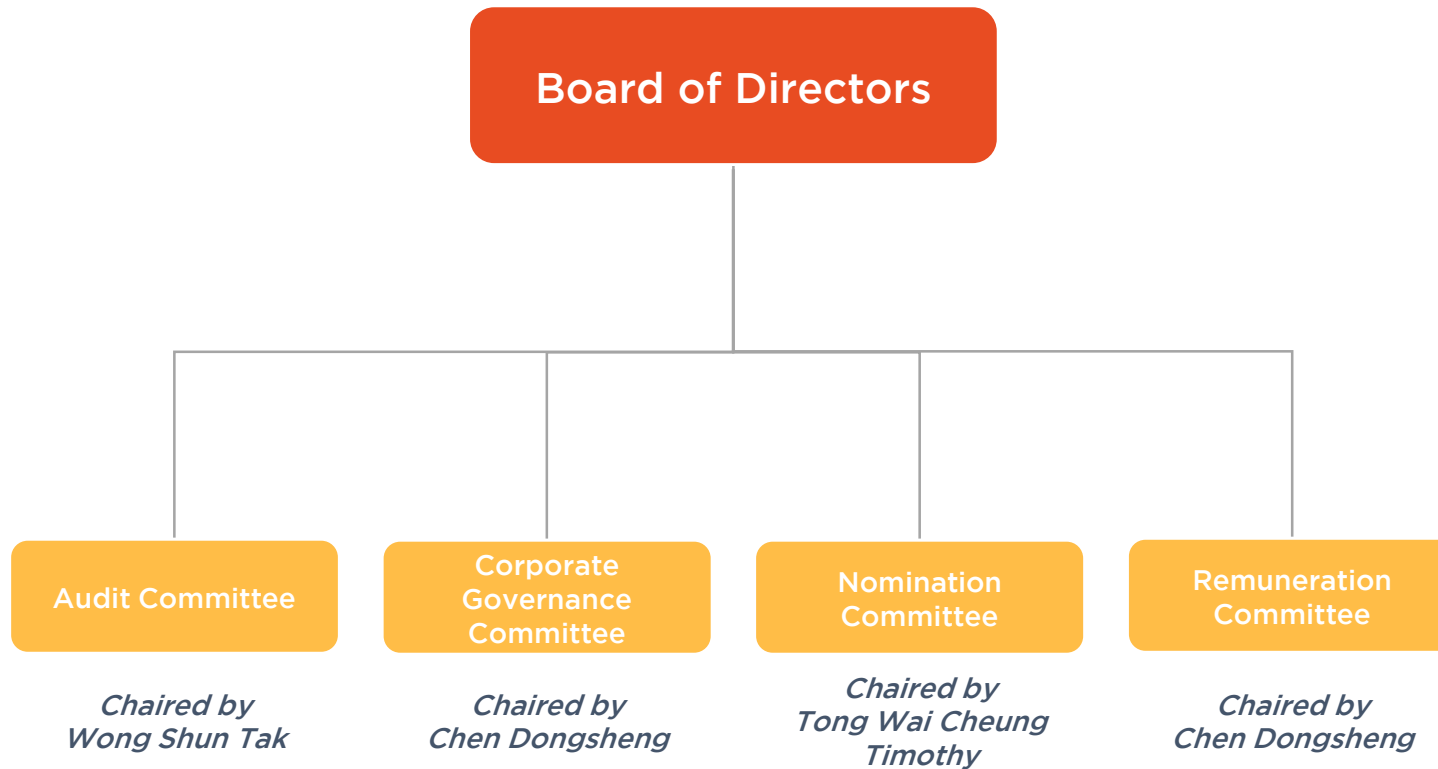 Board of Directors
Audit Committee
Corporate
Governance
Committee
Nomination
Committee
Remuneration
Committee
Chaired by
Wong Shun Tak
Chaired by
Chen Dongsheng
Chaired by
Tong Wai Cheung
Timothy
Chaired by
Chen Dongsheng